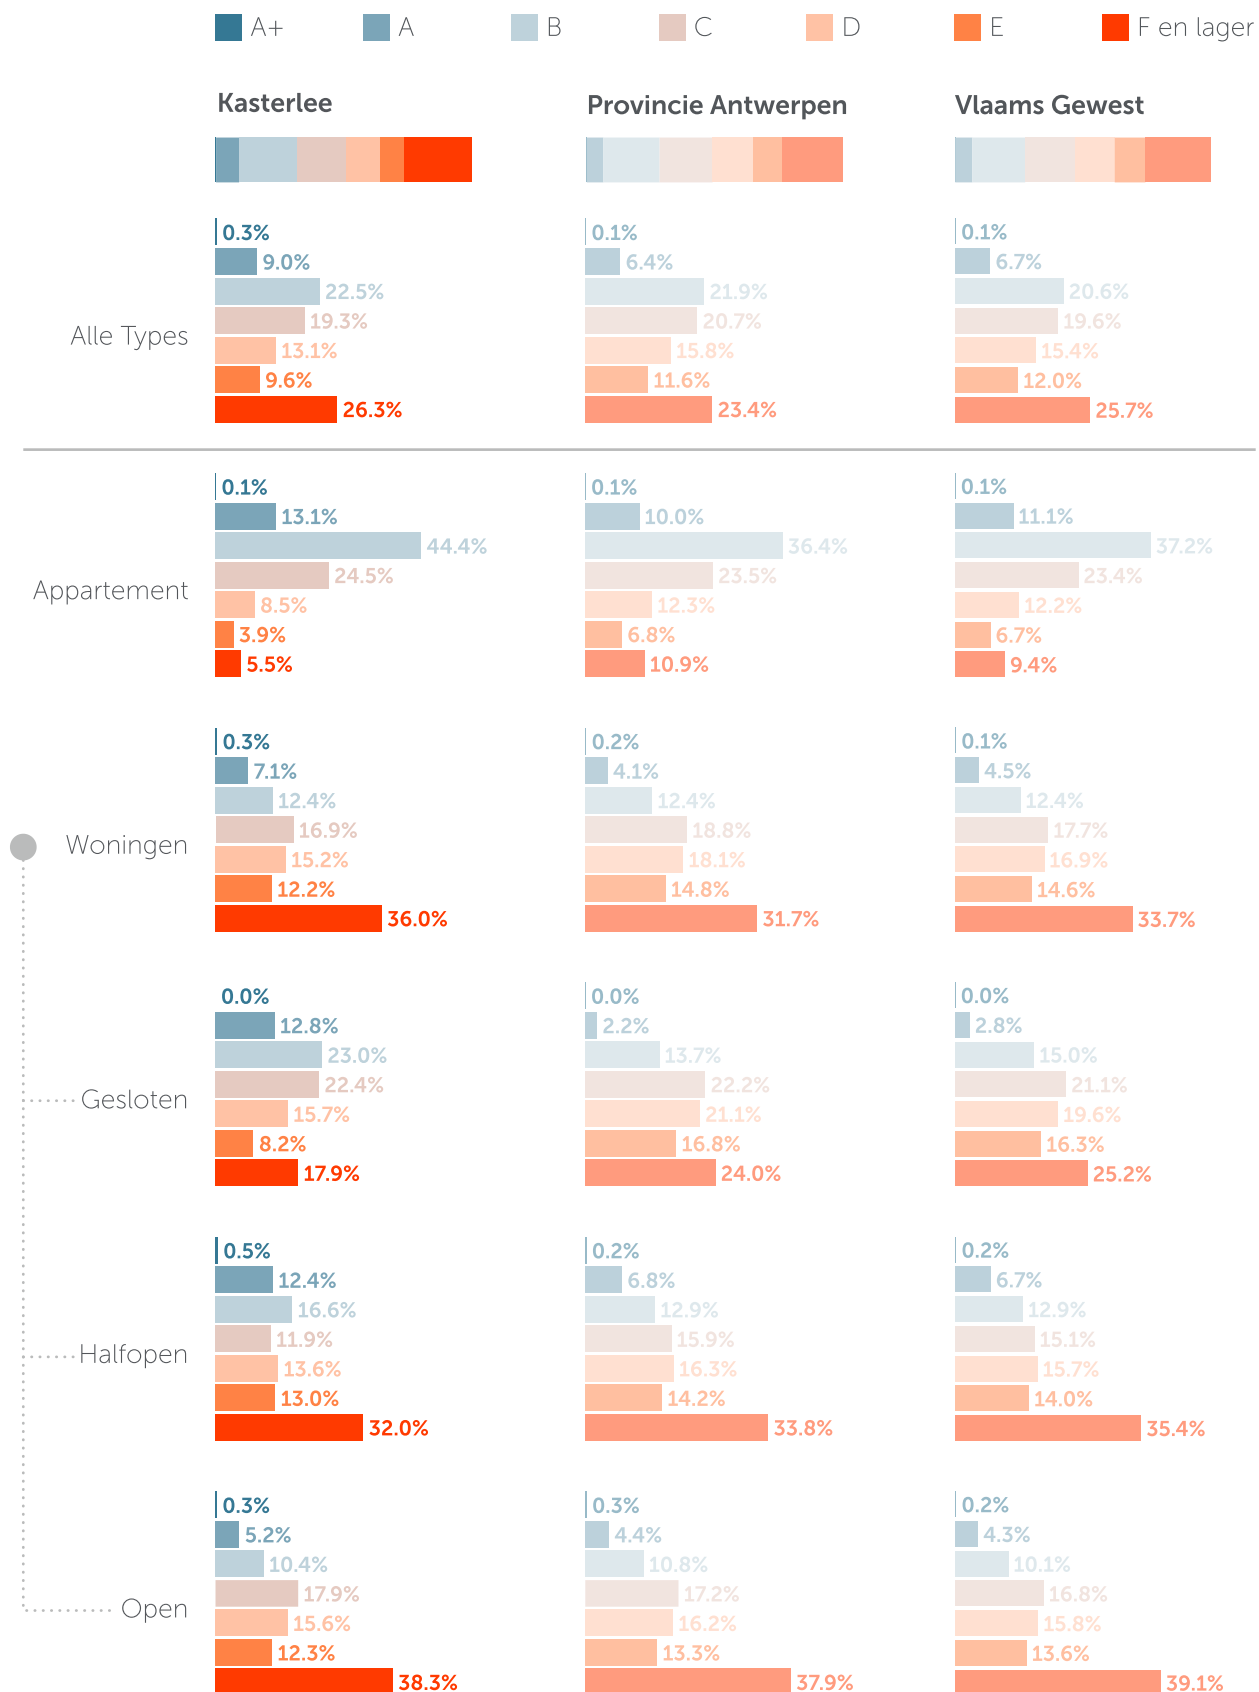 A+ A B C D E F en lager
Kasterlee Provincie Antwerpen Vlaams Gewest
Alle Types
0.3% 0.1% 0.1%
9.0% 6.4% 6.7%
22.5% 21.9% 20.6%
19.3% 20.7% 19.6%
13.1% 15.8% 15.4%
9.6% 11.6% 12.0%
26.3% 23.4% 25.7%
Appartement
0.1% 0.1% 0.1%
13.1% 10.0% 11.1%
44.4% 36.4% 37.2%
24.5% 23.5% 23.4%
8.5% 12.3% 12.2%
3.9% 6.8% 6.7%
5.5% 10.9% 9.4%
Woningen
0.3% 0.2% 0.1%
7.1% 4.1% 4.5%
12.4% 12.4% 12.4%
16.9% 18.8% 17.7%
15.2% 18.1% 16.9%
12.2% 14.8% 14.6%
36.0% 31.7% 33.7%
Gesloten
0.0% 0.0% 0.0%
12.8% 2.2% 2.8%
23.0% 13.7% 15.0%
22.4% 22.2% 21.1%
15.7% 21.1% 19.6%
8.2% 16.8% 16.3%
17.9% 24.0% 25.2%
Halfopen
0.5% 0.2% 0.2%
12.4% 6.8% 6.7%
16.6% 12.9% 12.9%
11.9% 15.9% 15.1%
13.6% 16.3% 15.7%
13.0% 14.2% 14.0%
32.0% 33.8% 35.4%
Open
0.3% 0.3% 0.2%
5.2% 4.4% 4.3%
10.4% 10.8% 10.1%
17.9% 17.2% 16.8%
15.6% 16.2% 15.8%
12.3% 13.3% 13.6%
38.3% 37.9% 39.1%